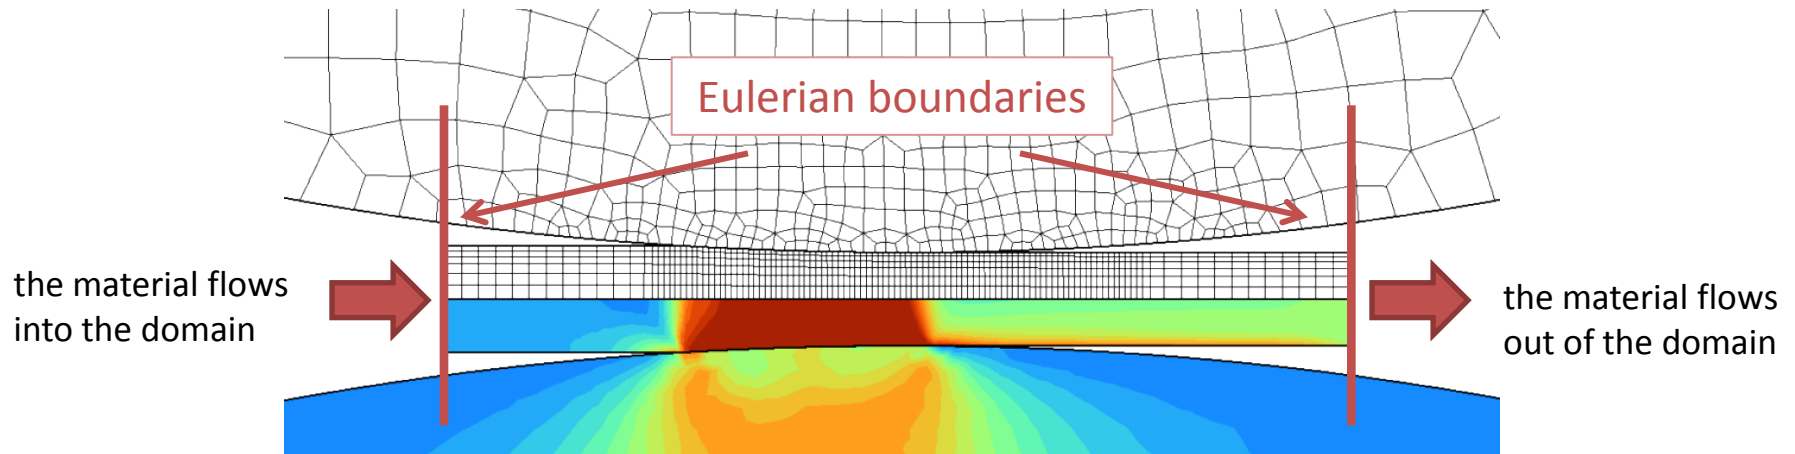 Eulerian boundaries
the material flows
into the domain
the material flows
out of the domain